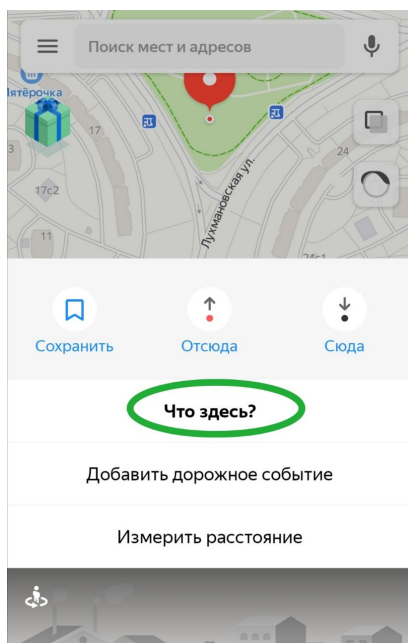 Поиск мест и адресов
Пятёрочка
17
3
24
17с2
Лухмановская ул.
11
24с1
Сохранить
Отсюда
Сюда
Что здесь?
Добавить дорожное событие
Измерить расстояние